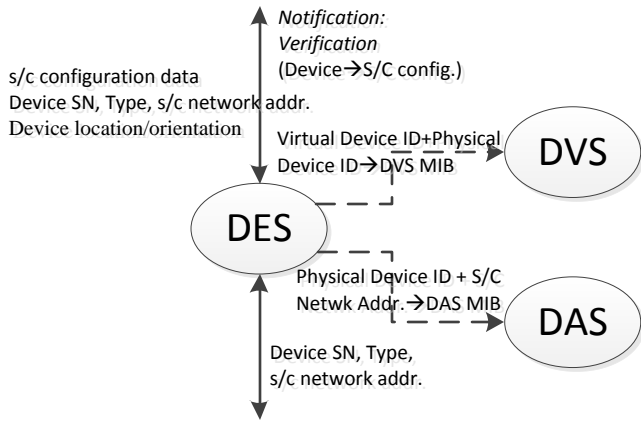 Notification:
Verification
(Device→S/C config.)
s/c configuration data
Device SN, Type, s/c network addr.
Device location/orientation
Virtual Device ID+Physical
Device ID→DVS MIB
DVS
DES
Physical Device ID + S/C
Netwk Addr.→DAS MIB
DAS
Device SN, Type,
s/c network addr.